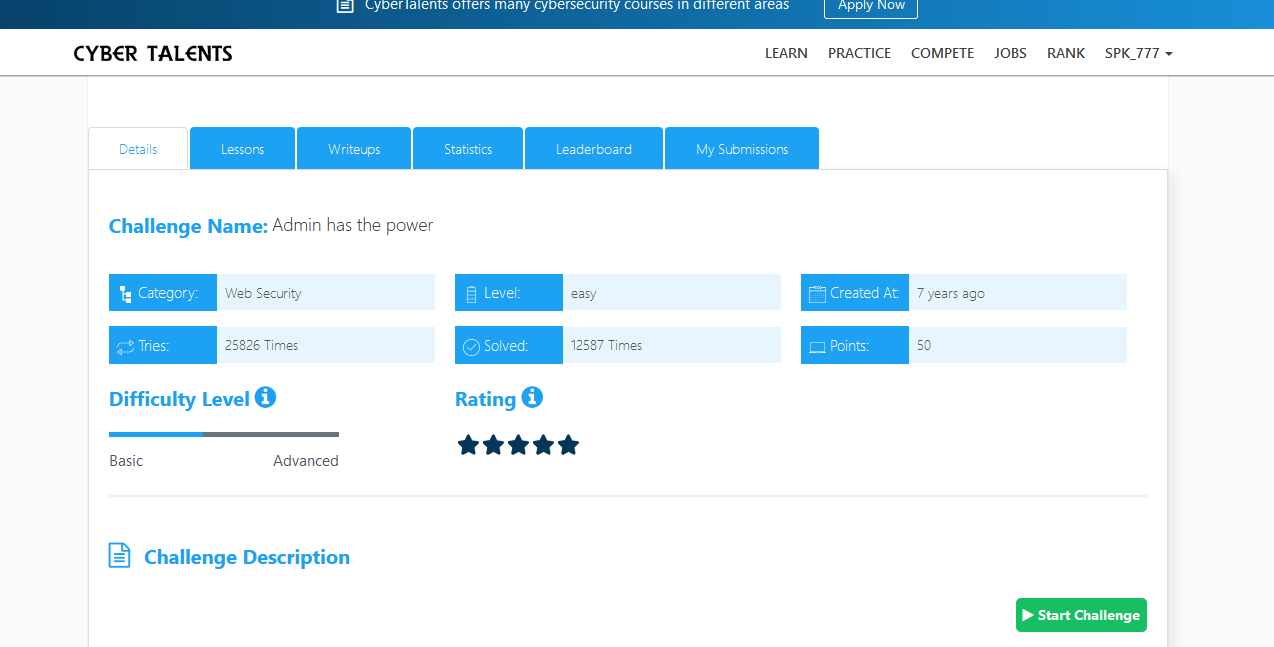 CyberTalents offers many cybersecurity courses in different areas Apply Now
CYBER TALENTS LEARN PRACTICE COMPETE JOBS RANK SPK_777
Details Lessons Writeups Statistics Leaderboard My Submissions
Challenge Name: Admin has the power
Category: Web Security Level: easy Created At: 7 years ago
Tries: 25826 Times Solved: 12587 Times Points: 50
Difficulty Level Rating
Basic Advanced
Challenge Description
Start Challenge